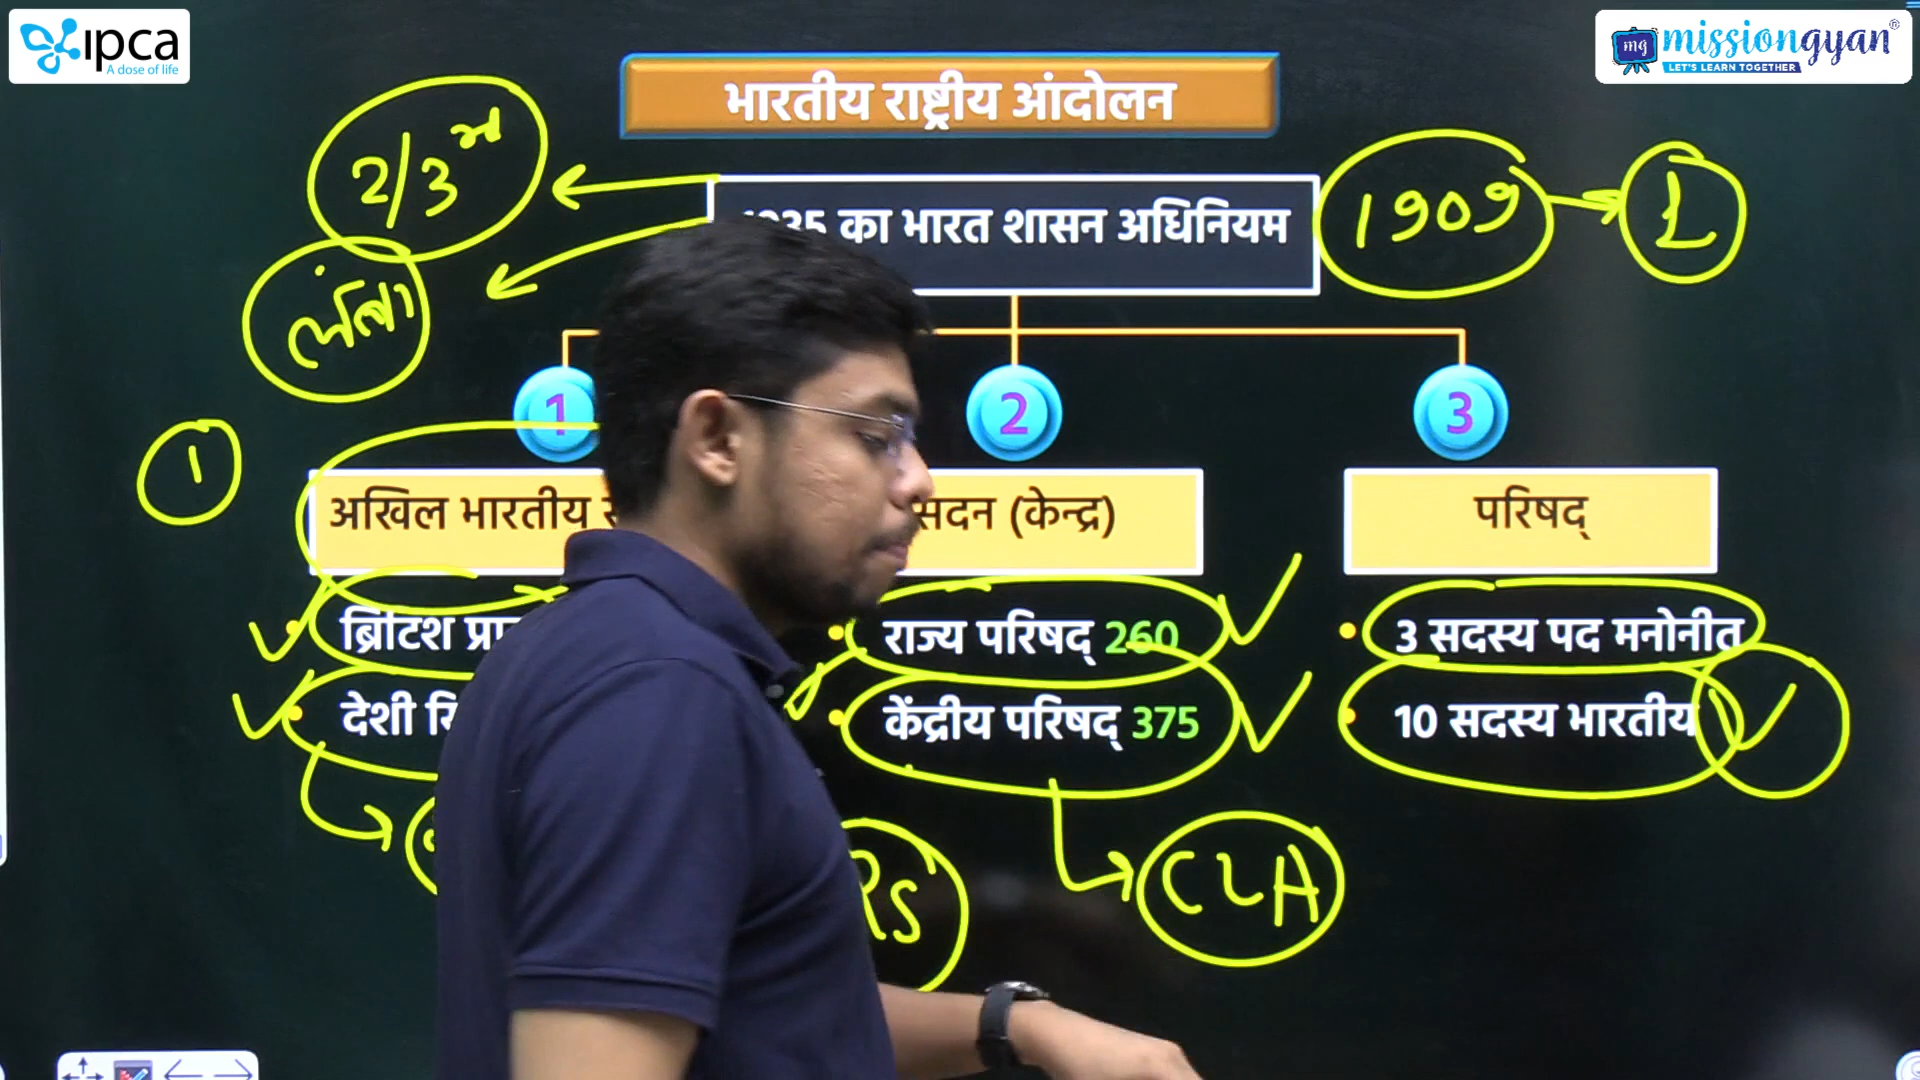 ipca
A dose of life
missiongyan
LET'S LEARN TOGETHER
भारतीय राष्ट्रीय आंदोलन
2/3
का भारत शासन अधिनियम
1909
1
1
1
2
3
अखिल भारतीय
सदन (केन्द्र)
परिषद्
ब्रिटिश
राज्य परिषद् 260
3 सदस्य पद मनोनीत
देशी
केंद्रीय परिषद् 375
10 सदस्य भारतीय
RS
CLA